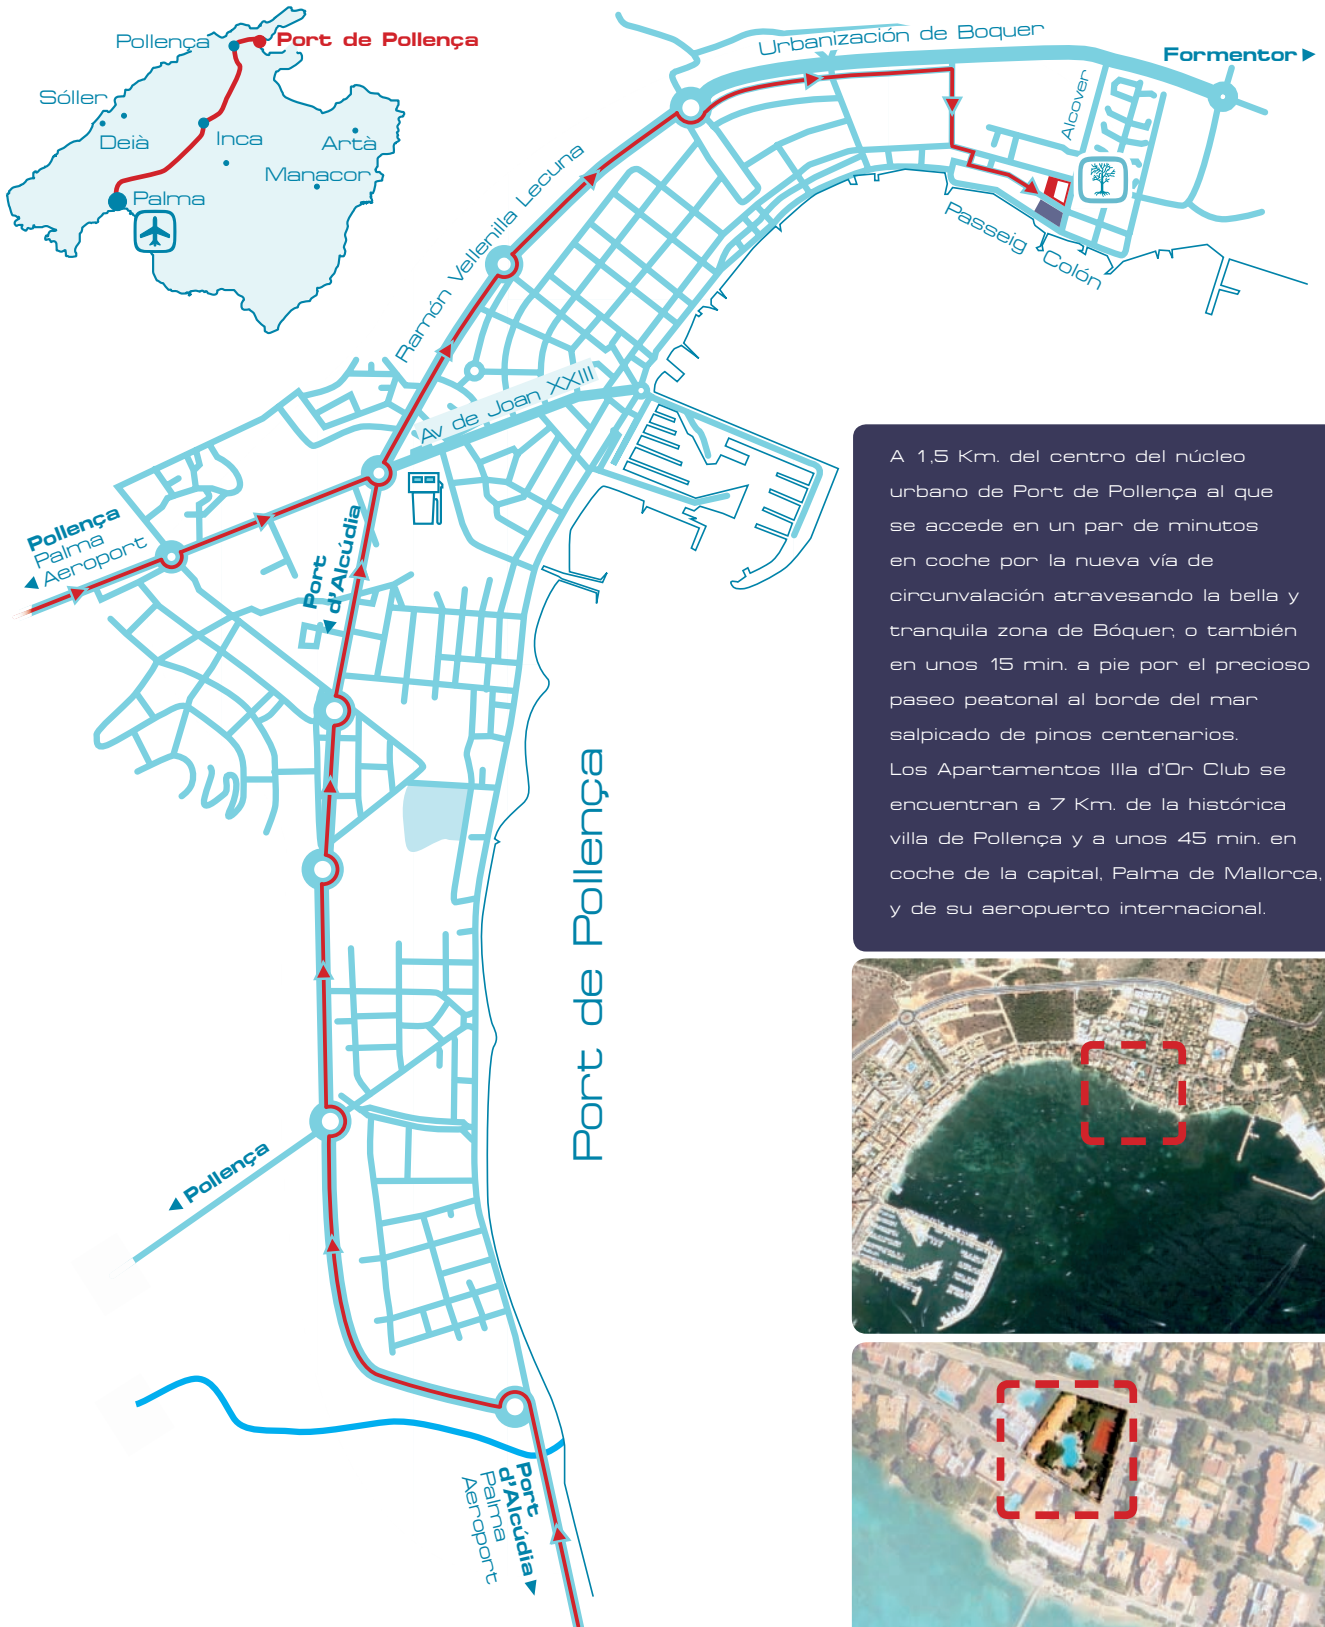 Pollença
Port de Pollença
Sóller
Deià
Inca
Artà
Manacor
Palma
Urbanización de Boquer
Formentor
Alcover
Ramón Vellenilla Lecuna
Passeig Colón
Av de Joan XXIII
Pollença
Palma
Aeroport
Port
d'Alcúdia
A 1,5 Km. del centro del núcleo
urbano de Port de Pollença al que
se accede en un par de minutos
en coche por la nueva vía de
circunvalación atravesando la bella y
tranquila zona de Bóquer, o también
en unos 15 min. a pie por el precioso
paseo peatonal al borde del mar
salpicado de pinos centenarios.
Los Apartamentos Illa d'Or Club se
encuentran a 7 Km. de la histórica
villa de Pollença y a unos 45 min. en
coche de la capital, Palma de Mallorca,
y de su aeropuerto internacional.
Port de Pollença
Pollença
Port
d'Alcúdia
Palma
Aeroport